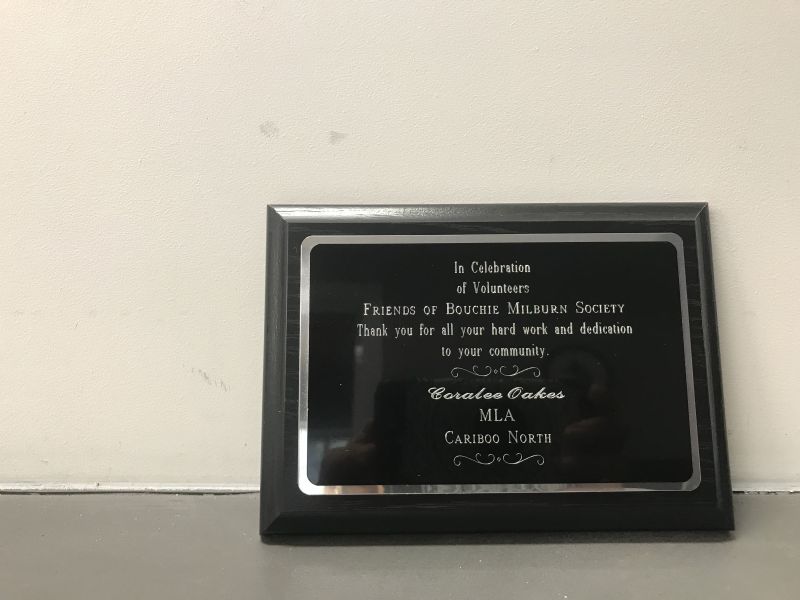 In Celebration
of Volunteers
Friends of Bouchie Milburn Society
Thank you for all your hard work and dedication
to your community.
Coralee Oakes
MLA
Cariboo North